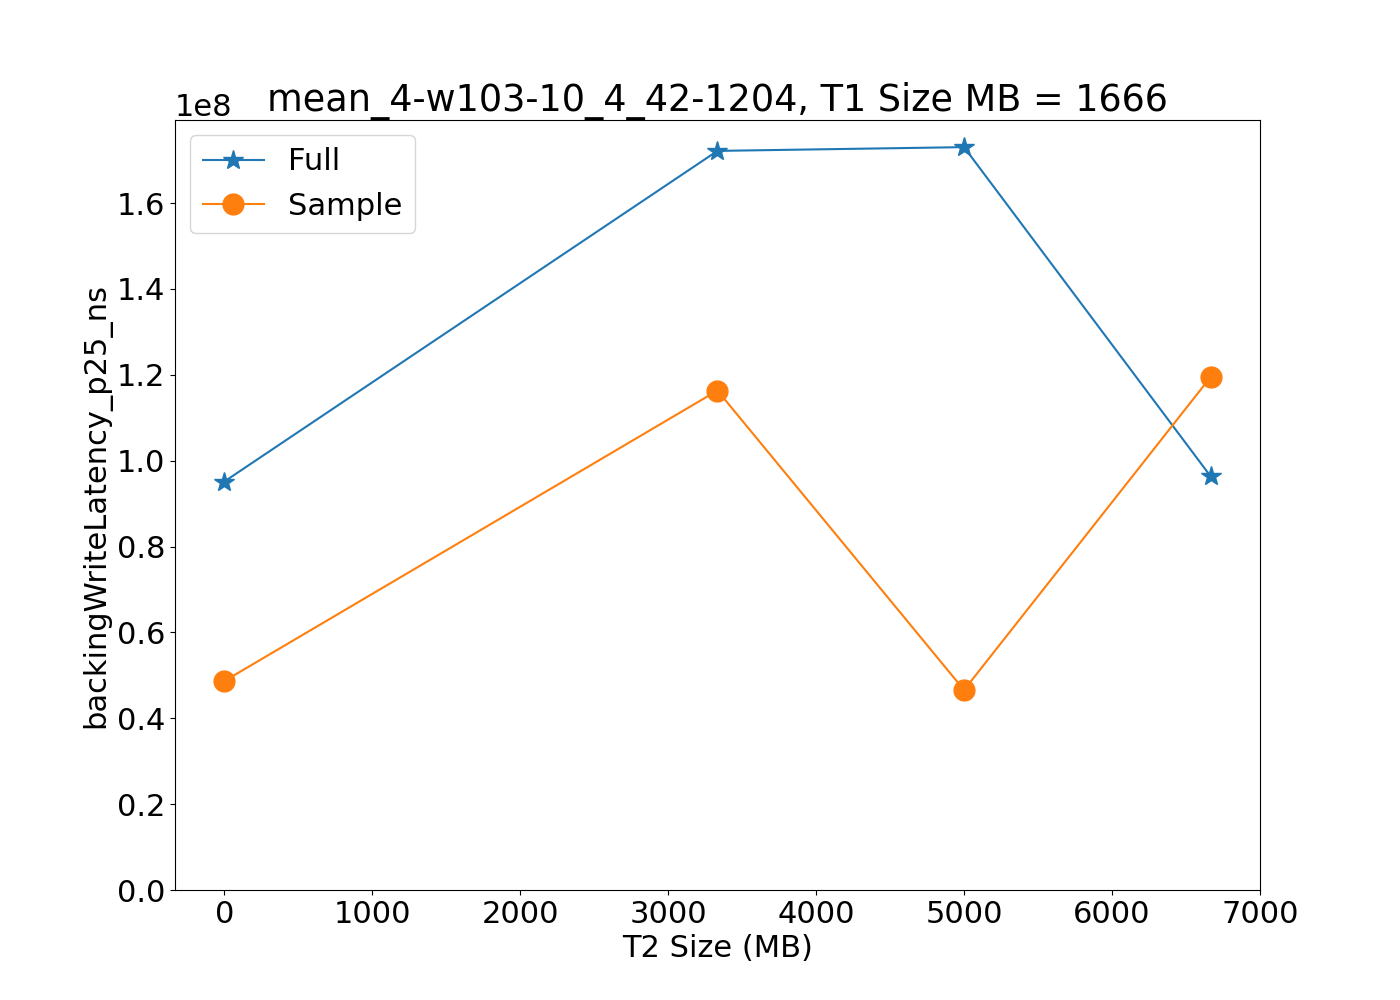 mean_4-w103-10_4_42-1204, T1 Size MB = 1666
1e8
Full
Sample
1.6
1.4
1.2
1.0
0.8
0.6
0.4
0.2
0.0
backingWriteLatency_p25_ns
0 1000 2000 3000 4000 5000 6000 7000
T2 Size (MB)